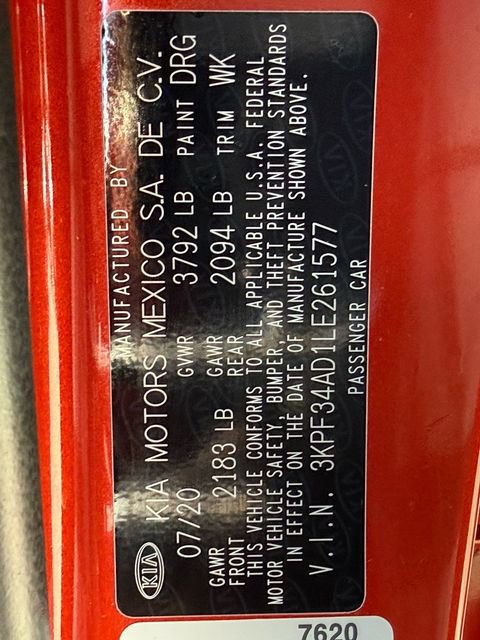 MANUFACTURED BY
KIA KIA MOTORS MEXICO S.A. DE C.V.
07/20 GVWR 3792 LB PAINT DRG
GAWR FRONT 2183 LB GAWR REAR 2094 LB TRIM WK
THIS VEHICLE CONFORMS TO ALL APPLICABLE U.S.A. FEDERAL
MOTOR VEHICLE SAFETY, BUMPER, AND THEFT PREVENTION STANDARDS
IN EFFECT ON THE DATE OF MANUFACTURE SHOWN ABOVE.
V.I.N. 3KPF34AD1LE261577
PASSENGER CAR
7620